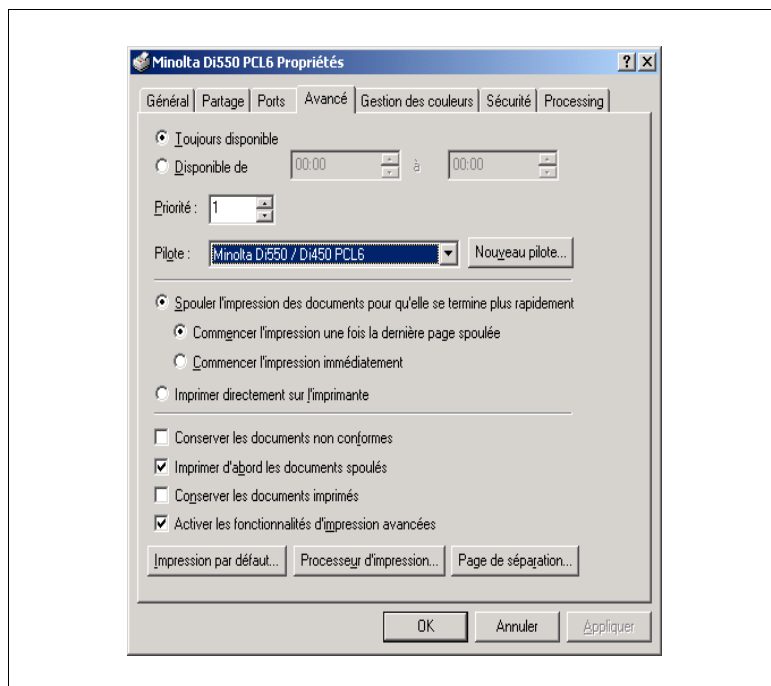 Minolta Di550 PCL6 Propriétés
Général Partage Ports Avancé Gestion des couleurs Sécurité Processing
Toujours disponible
Disponible de 00:00 à 00:00
Priorité : 1
Pilote : Minolta Di550 / Di450 PCL6 Nouveau pilote...
Spouler l'impression des documents pour qu'elle se termine plus rapidement
Commencer l'impression une fois la dernière page spoulée
Commencer l'impression immédiatement
Imprimer directement sur l'imprimante
Conserver les documents non conformes
Imprimer d'abord les documents spoulés
Conserver les documents imprimés
Activer les fonctionnalités d'impression avancées
Impression par défaut... Processeur d'impression... Page de séparation...
OK Annuler Appliquer